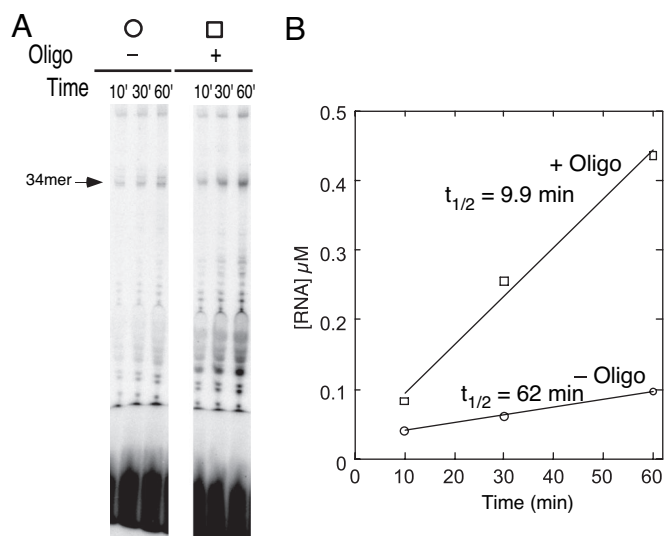 A
Oligo – +
Time 10' 30' 60' 10' 30' 60'
34mer
B
0.5
0.4
0.3
0.2
0.1
0
[RNA] µM
+ Oligo
t1/2 = 9.9 min
– Oligo
t1/2 = 62 min
0 10 20 30 40 50 60
Time (min)